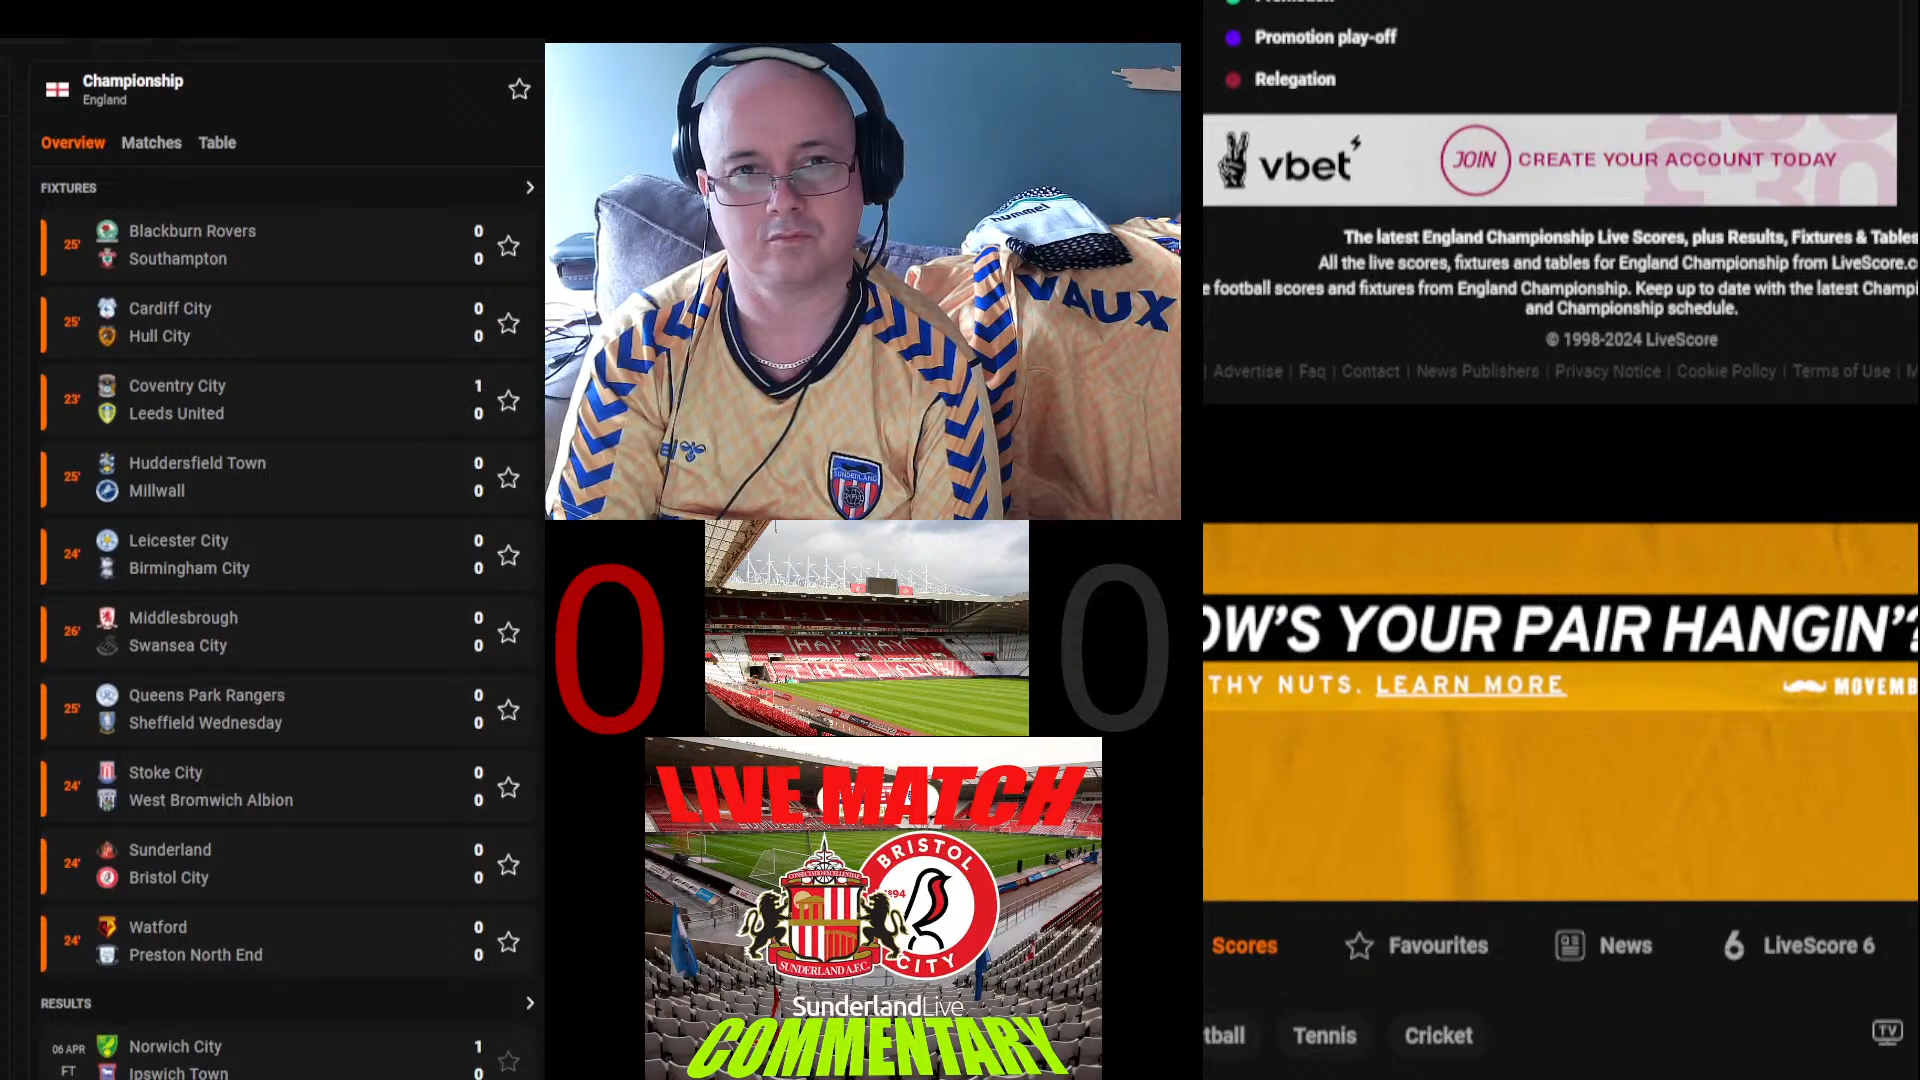 Championship
England
Overview Matches Table
FIXTURES
25' Blackburn Rovers 0
Southampton 0
25' Cardiff City 0
Hull City 0
23' Coventry City 1
Leeds United 0
25' Huddersfield Town 0
Millwall 0
24' Leicester City 0
Birmingham City 0
26' Middlesbrough 0
Swansea City 0
25' Queens Park Rangers 0
Sheffield Wednesday 0
24' Stoke City 0
West Bromwich Albion 0
24' Sunderland 0
Bristol City 0
24' Watford 0
Preston North End 0
RESULTS
06 APR Norwich City 1
FT Ipswich Town 0
hummel
VAUX
SUNDERLAND
0 0
HA'WAY
THE LADS
LIVE MATCH
CONSECTATIO EXCELLENTIAE
SUNDERLAND A.F.C.
BRISTOL
1894
CITY
SunderlandLive
COMMENTARY
Promotion play-off
Relegation
vbet JOIN CREATE YOUR ACCOUNT TODAY
£30
The latest England Championship Live Scores, plus Results, Fixtures & Tables
All the live scores, fixtures and tables for England Championship from LiveScore.c
e football scores and fixtures from England Championship. Keep up to date with the latest Champi
and Championship schedule.
© 1998-2024 LiveScore
| Advertise | Faq | Contact | News Publishers | Privacy Notice | Cookie Policy | Terms of Use | M
OW'S YOUR PAIR HANGIN'?
THY NUTS. LEARN MORE MOVEMB
Scores Favourites News 6 LiveScore 6
tball Tennis Cricket TV